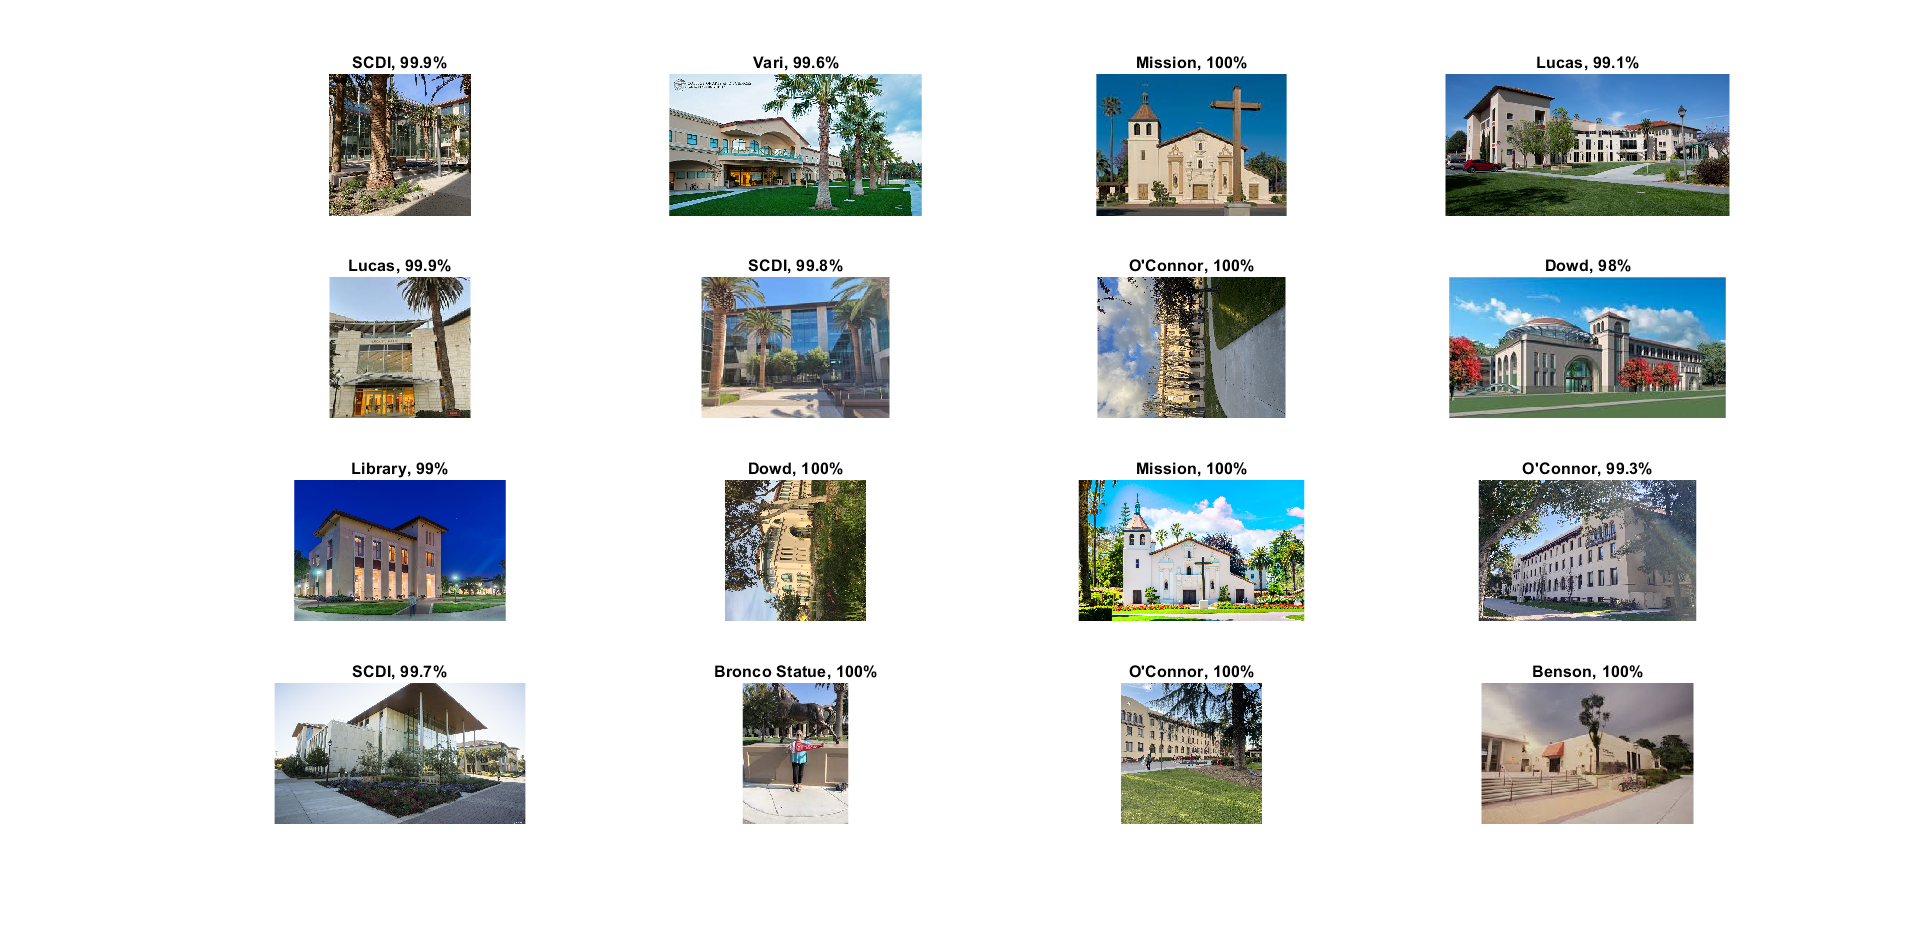 SCDI, 99.9%
Vari, 99.6%
Mission, 100%
Lucas, 99.1%
Lucas, 99.9%
SCDI, 99.8%
O'Connor, 100%
Dowd, 98%
Library, 99%
Dowd, 100%
Mission, 100%
O'Connor, 99.3%
SCDI, 99.7%
Bronco Statue, 100%
O'Connor, 100%
Benson, 100%